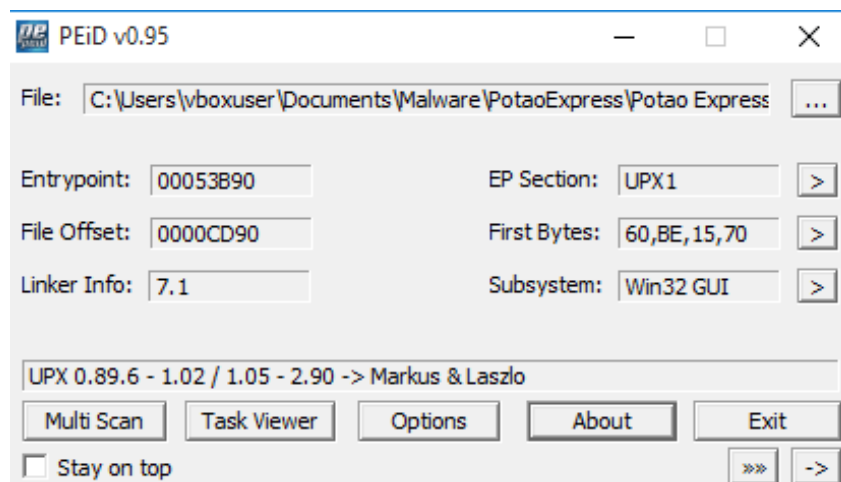 PEiD v0.95
File: C:\Users\vboxuser\Documents\Malware\PotaoExpress\Potao Express ...
Entrypoint: 00053B90 EP Section: UPX1 >
File Offset: 0000CD90 First Bytes: 60,BE,15,70 >
Linker Info: 7.1 Subsystem: Win32 GUI >
UPX 0.89.6 - 1.02 / 1.05 - 2.90 -> Markus & Laszlo
Multi Scan Task Viewer Options About Exit
Stay on top »» ->